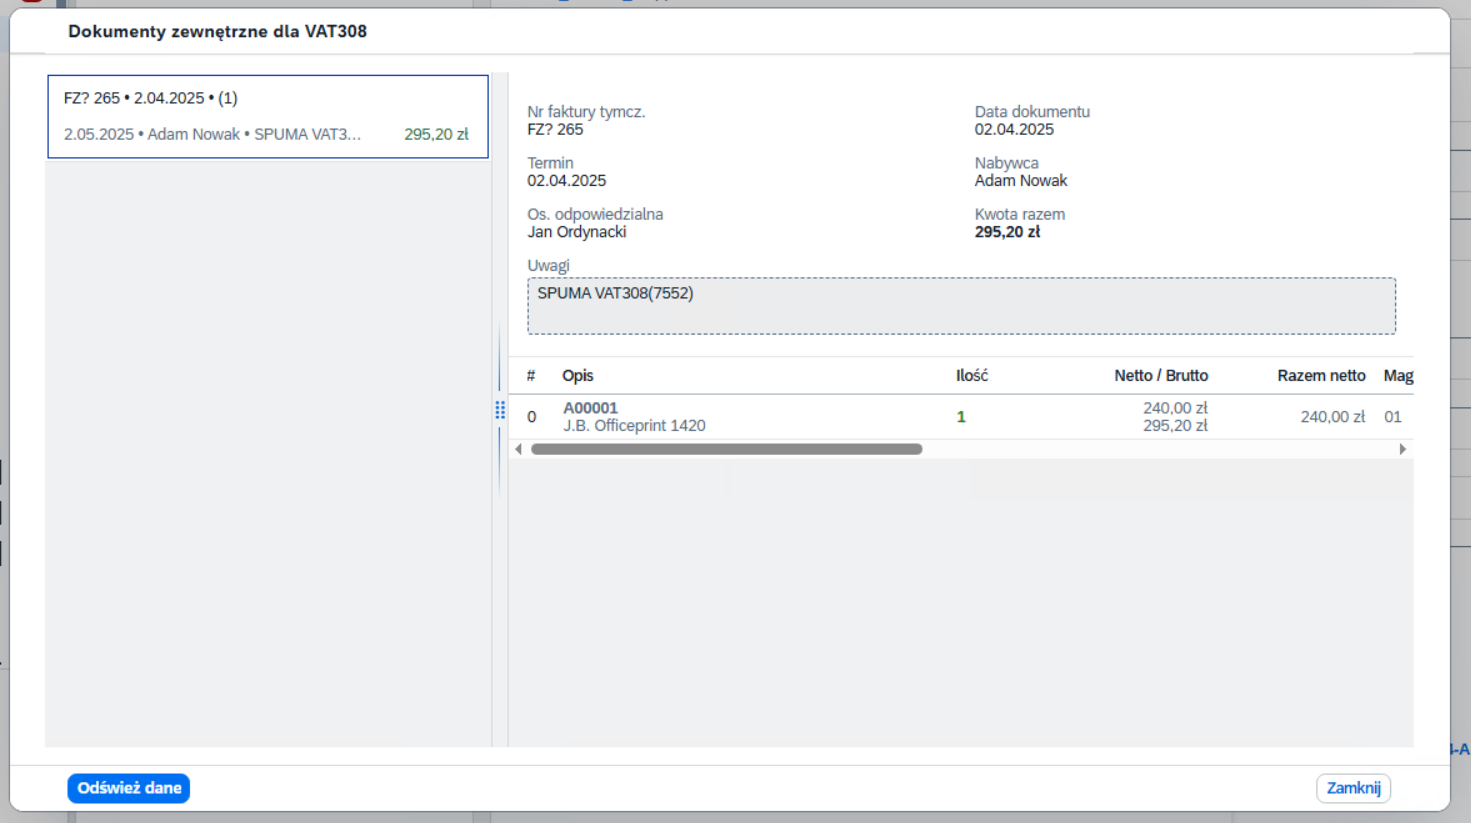 Dokumenty zewnętrzne dla VAT308
FZ? 265 • 2.04.2025 • (1)
2.05.2025 • Adam Nowak • SPUMA VAT3... 295,20 zł
Nr faktury tymcz.
FZ? 265
Data dokumentu
02.04.2025
Termin
02.04.2025
Nabywca
Adam Nowak
Os. odpowiedzialna
Jan Ordynacki
Kwota razem
295,20 zł
Uwagi
SPUMA VAT308(7552)
# Opis Ilość Netto / Brutto Razem netto Mag
0 A00001 1 240,00 zł 240,00 zł 01
J.B. Officeprint 1420 295,20 zł
Odśwież dane
Zamknij